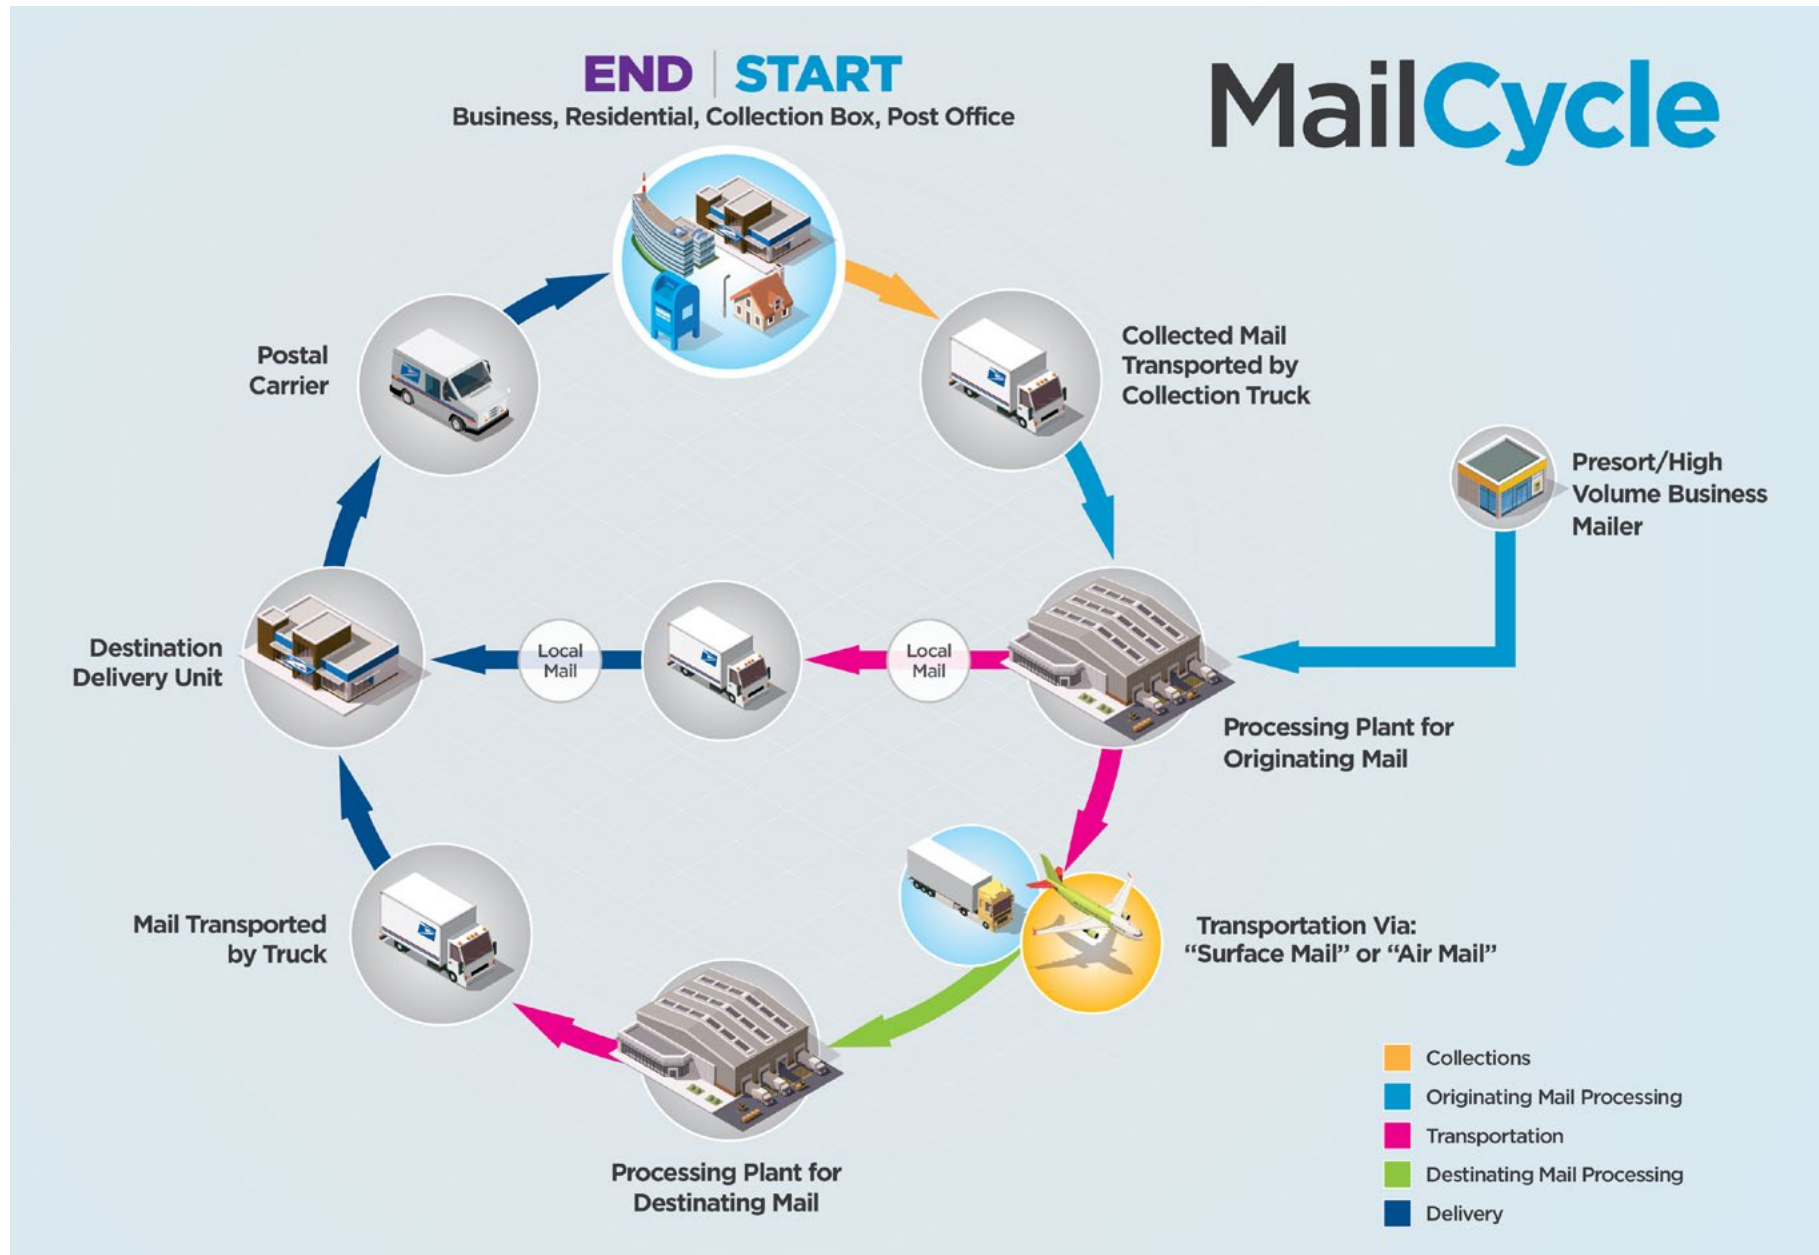 END | START
Business, Residential, Collection Box, Post Office
MailCycle
Postal
Carrier
Collected Mail
Transported by
Collection Truck
Presort/High
Volume Business
Mailer
Destination
Delivery Unit
Local
Mail
Local
Mail
Processing Plant for
Originating Mail
Mail Transported
by Truck
Transportation Via:
“Surface Mail” or “Air Mail”
Processing Plant for
Destinating Mail
Collections
Originating Mail Processing
Transportation
Destinating Mail Processing
Delivery